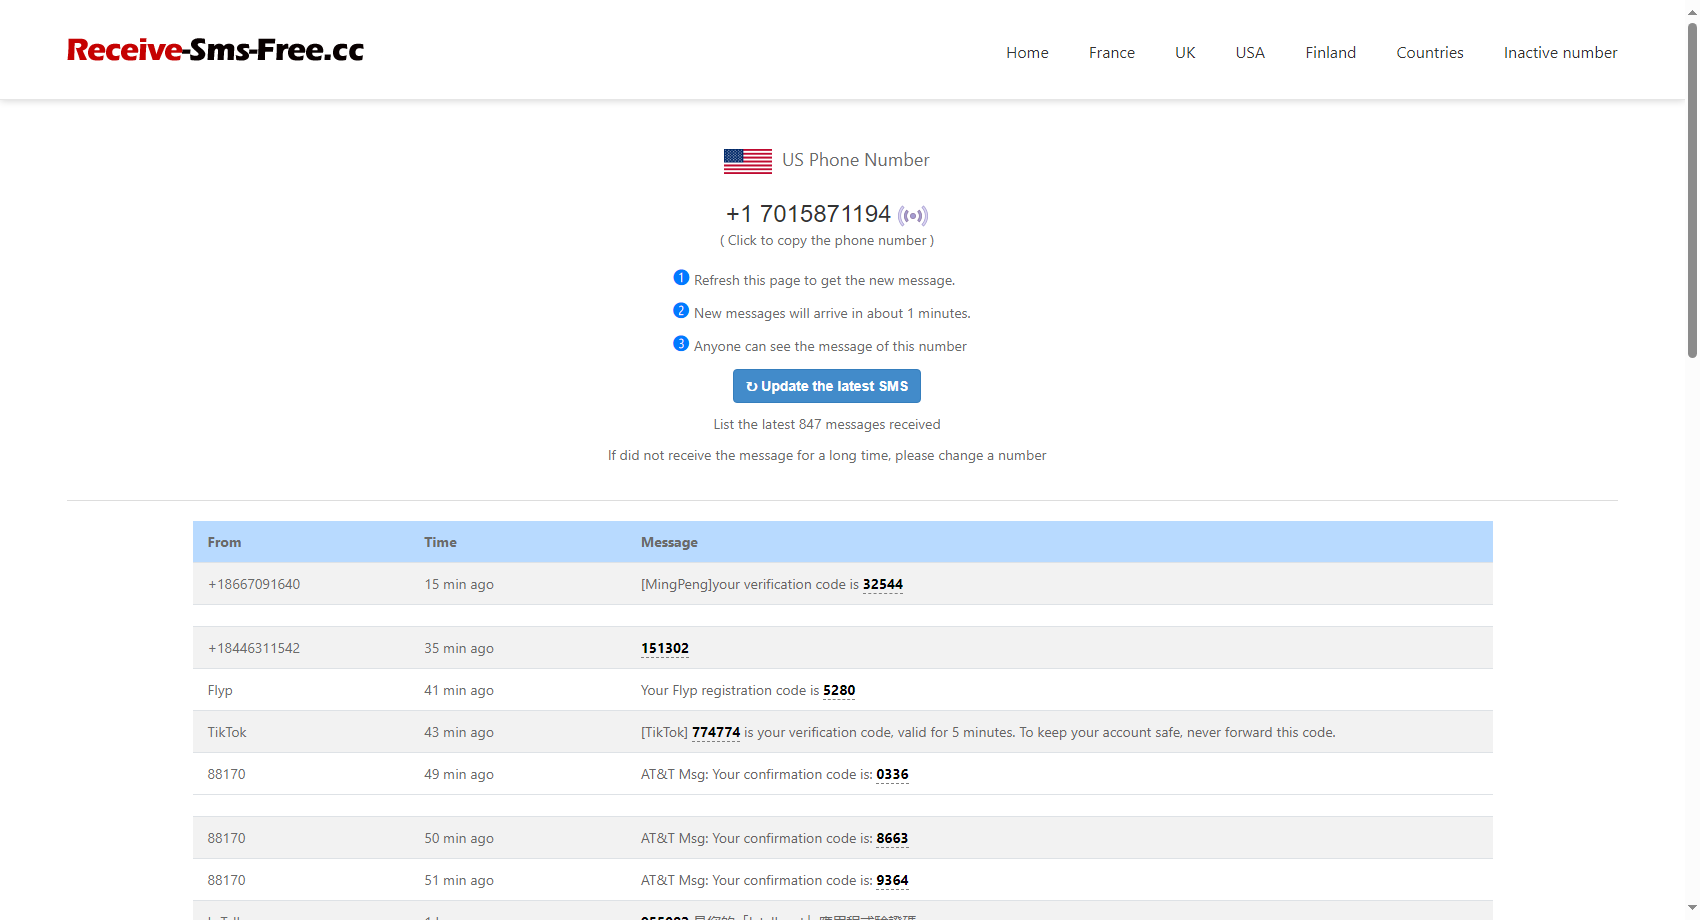 Receive-Sms-Free.cc
Home France UK USA Finland Countries Inactive number
US Phone Number
+1 7015871194
( Click to copy the phone number )
1 Refresh this page to get the new message.
2 New messages will arrive in about 1 minutes.
3 Anyone can see the message of this number
↻ Update the latest SMS
List the latest 847 messages received
If did not receive the message for a long time, please change a number
From Time Message
+18667091640 15 min ago [MingPeng]your verification code is 32544
+18446311542 35 min ago 151302
Flyp 41 min ago Your Flyp registration code is 5280
TikTok 43 min ago [TikTok] 774774 is your verification code, valid for 5 minutes. To keep your account safe, never forward this code.
88170 49 min ago AT&T Msg: Your confirmation code is: 0336
88170 50 min ago AT&T Msg: Your confirmation code is: 8663
88170 51 min ago AT&T Msg: Your confirmation code is: 9364